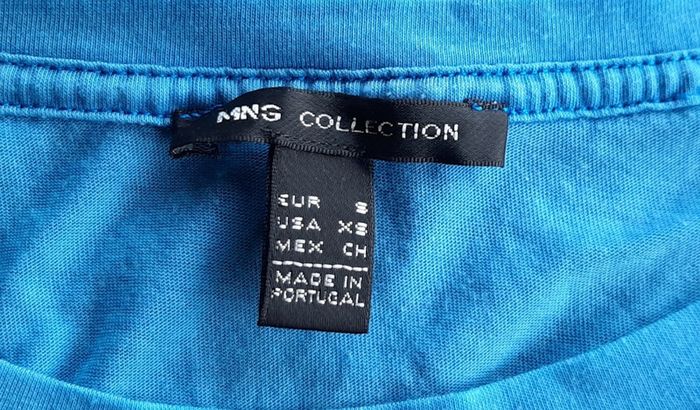 MNG COLLECTION
EUR S
USA XS
MEX CH
MADE IN
PORTUGAL